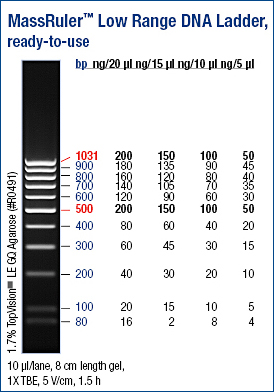 MassRuler™ Low Range DNA Ladder,
ready-to-use
bp ng/20 µl ng/15 µl ng/10 µl ng/5 µl
1031 200 150 100 50
900 180 135 90 45
800 160 120 80 40
700 140 105 70 35
600 120 90 60 30
500 200 150 100 50
400 80 60 40 20
300 60 45 30 15
200 40 30 20 10
100 20 15 10 5
80 16 2 8 4
1.7% TopVision™ LE GQ Agarose (#R0491)
10 µl/lane, 8 cm length gel,
1X TBE, 5 V/cm, 1.5 h